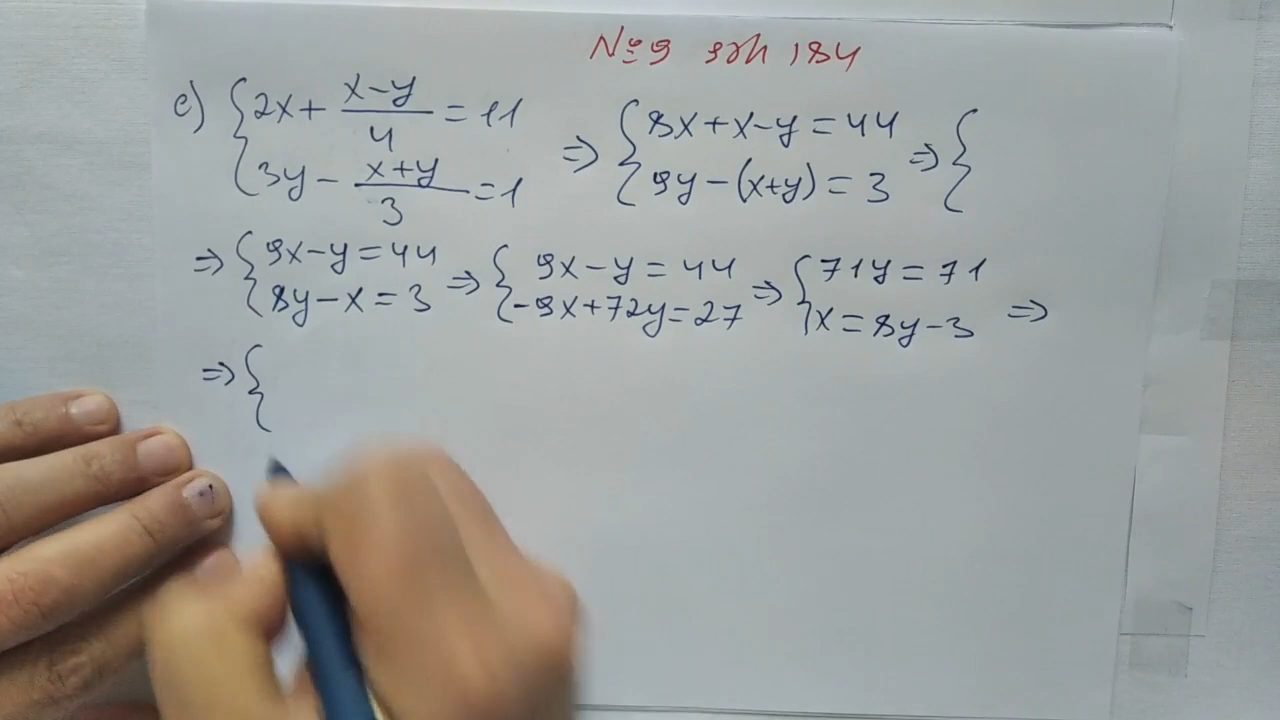 №9 эջ 184
c) { 2x + (x-y)/4 = 11
3y - (x+y)/3 = 1
=> { 8x + x - y = 44
9y - (x+y) = 3 => {
=> { 9x - y = 44
8y - x = 3
=> { 9x - y = 44
-9x + 72y = 27
=> { 71y = 71
x = 8y - 3 =>
=> {